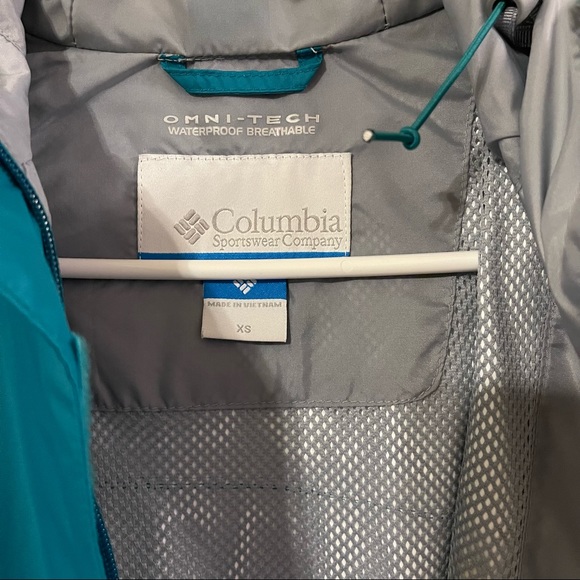 OMNI-TECH
WATERPROOF BREATHABLE
Columbia
Sportswear Company
MADE IN VIETNAM
XS